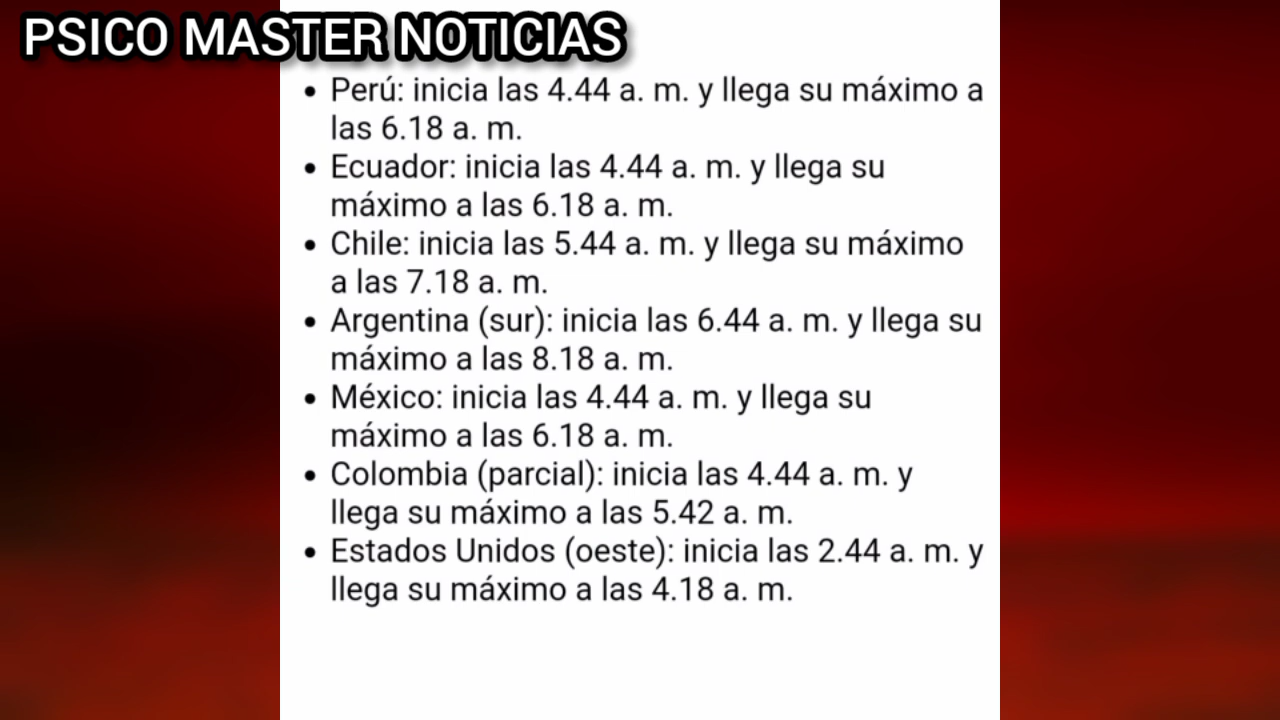 PSICO MASTER NOTICIAS
• Perú: inicia las 4.44 a. m. y llega su máximo a
las 6.18 a. m.
• Ecuador: inicia las 4.44 a. m. y llega su
máximo a las 6.18 a. m.
• Chile: inicia las 5.44 a. m. y llega su máximo
a las 7.18 a. m.
• Argentina (sur): inicia las 6.44 a. m. y llega su
máximo a las 8.18 a. m.
• México: inicia las 4.44 a. m. y llega su
máximo a las 6.18 a. m.
• Colombia (parcial): inicia las 4.44 a. m. y
llega su máximo a las 5.42 a. m.
• Estados Unidos (oeste): inicia las 2.44 a. m. y
llega su máximo a las 4.18 a. m.